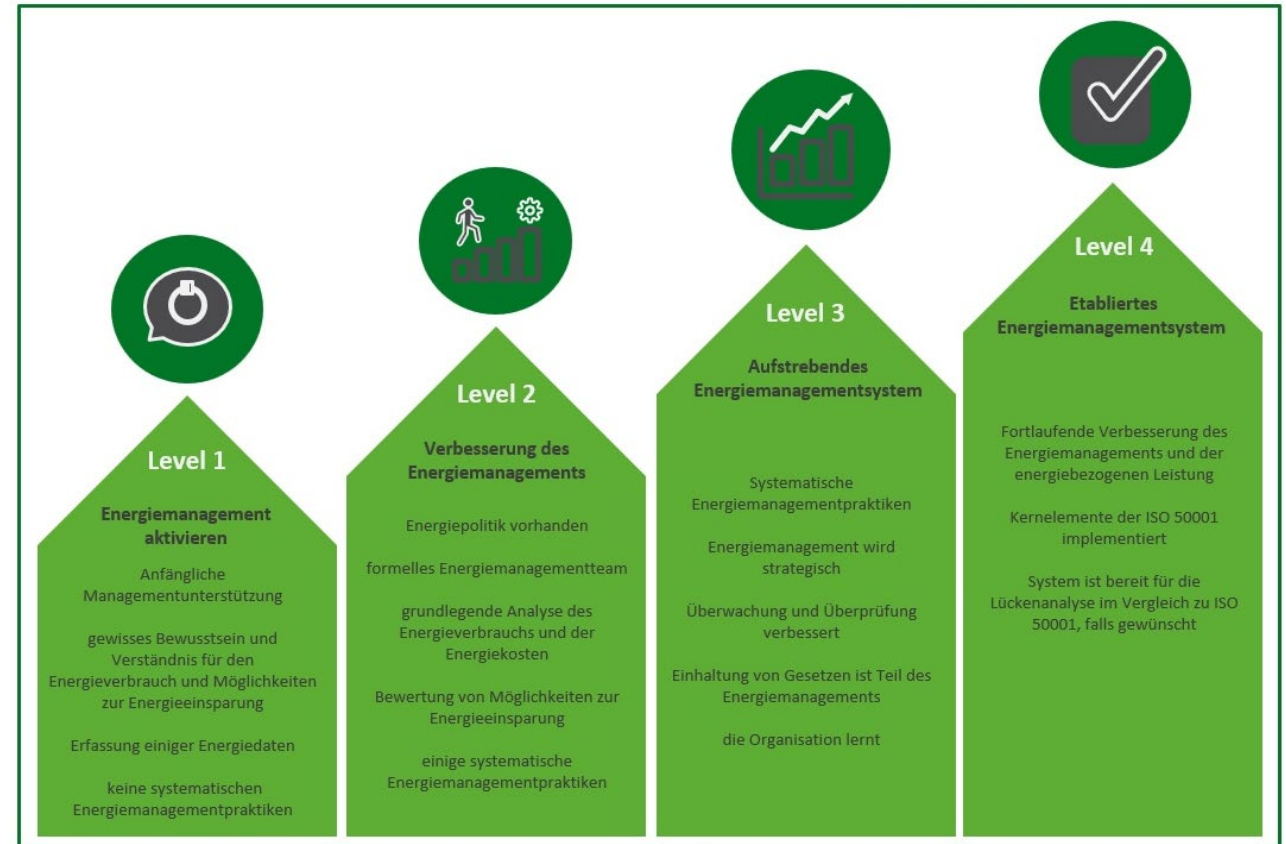 Level 1
Energiemanagement
aktivieren
Anfängliche
Managementunterstützung
gewisses Bewusstsein und
Verständnis für den
Energieverbrauch und Möglichkeiten
zur Energieeinsparung
Erfassung einiger Energiedaten
keine systematischen
Energiemanagementpraktiken
Level 2
Verbesserung des
Energiemanagements
Energiepolitik vorhanden
formelles Energiemanagementteam
grundlegende Analyse des
Energieverbrauchs und der
Energiekosten
Bewertung von Möglichkeiten zur
Energieeinsparung
einige systematische
Energiemanagementpraktiken
Level 3
Aufstrebendes
Energiemanagementsystem
Systematische
Energiemanagementpraktiken
Energiemanagement wird
strategisch
Überwachung und Überprüfung
verbessert
Einhaltung von Gesetzen ist Teil des
Energiemanagements
die Organisation lernt
Level 4
Etabliertes
Energiemanagementsystem
Fortlaufende Verbesserung des
Energiemanagements und der
energiebezogenen Leistung
Kernelemente der ISO 50001
implementiert
System ist bereit für die
Lückenanalyse im Vergleich zu ISO
50001, falls gewünscht